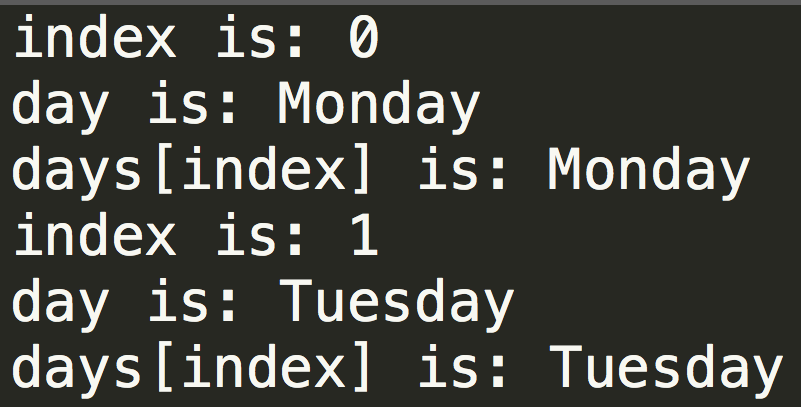 index is: 0
day is: Monday
days[index] is: Monday
index is: 1
day is: Tuesday
days[index] is: Tuesday